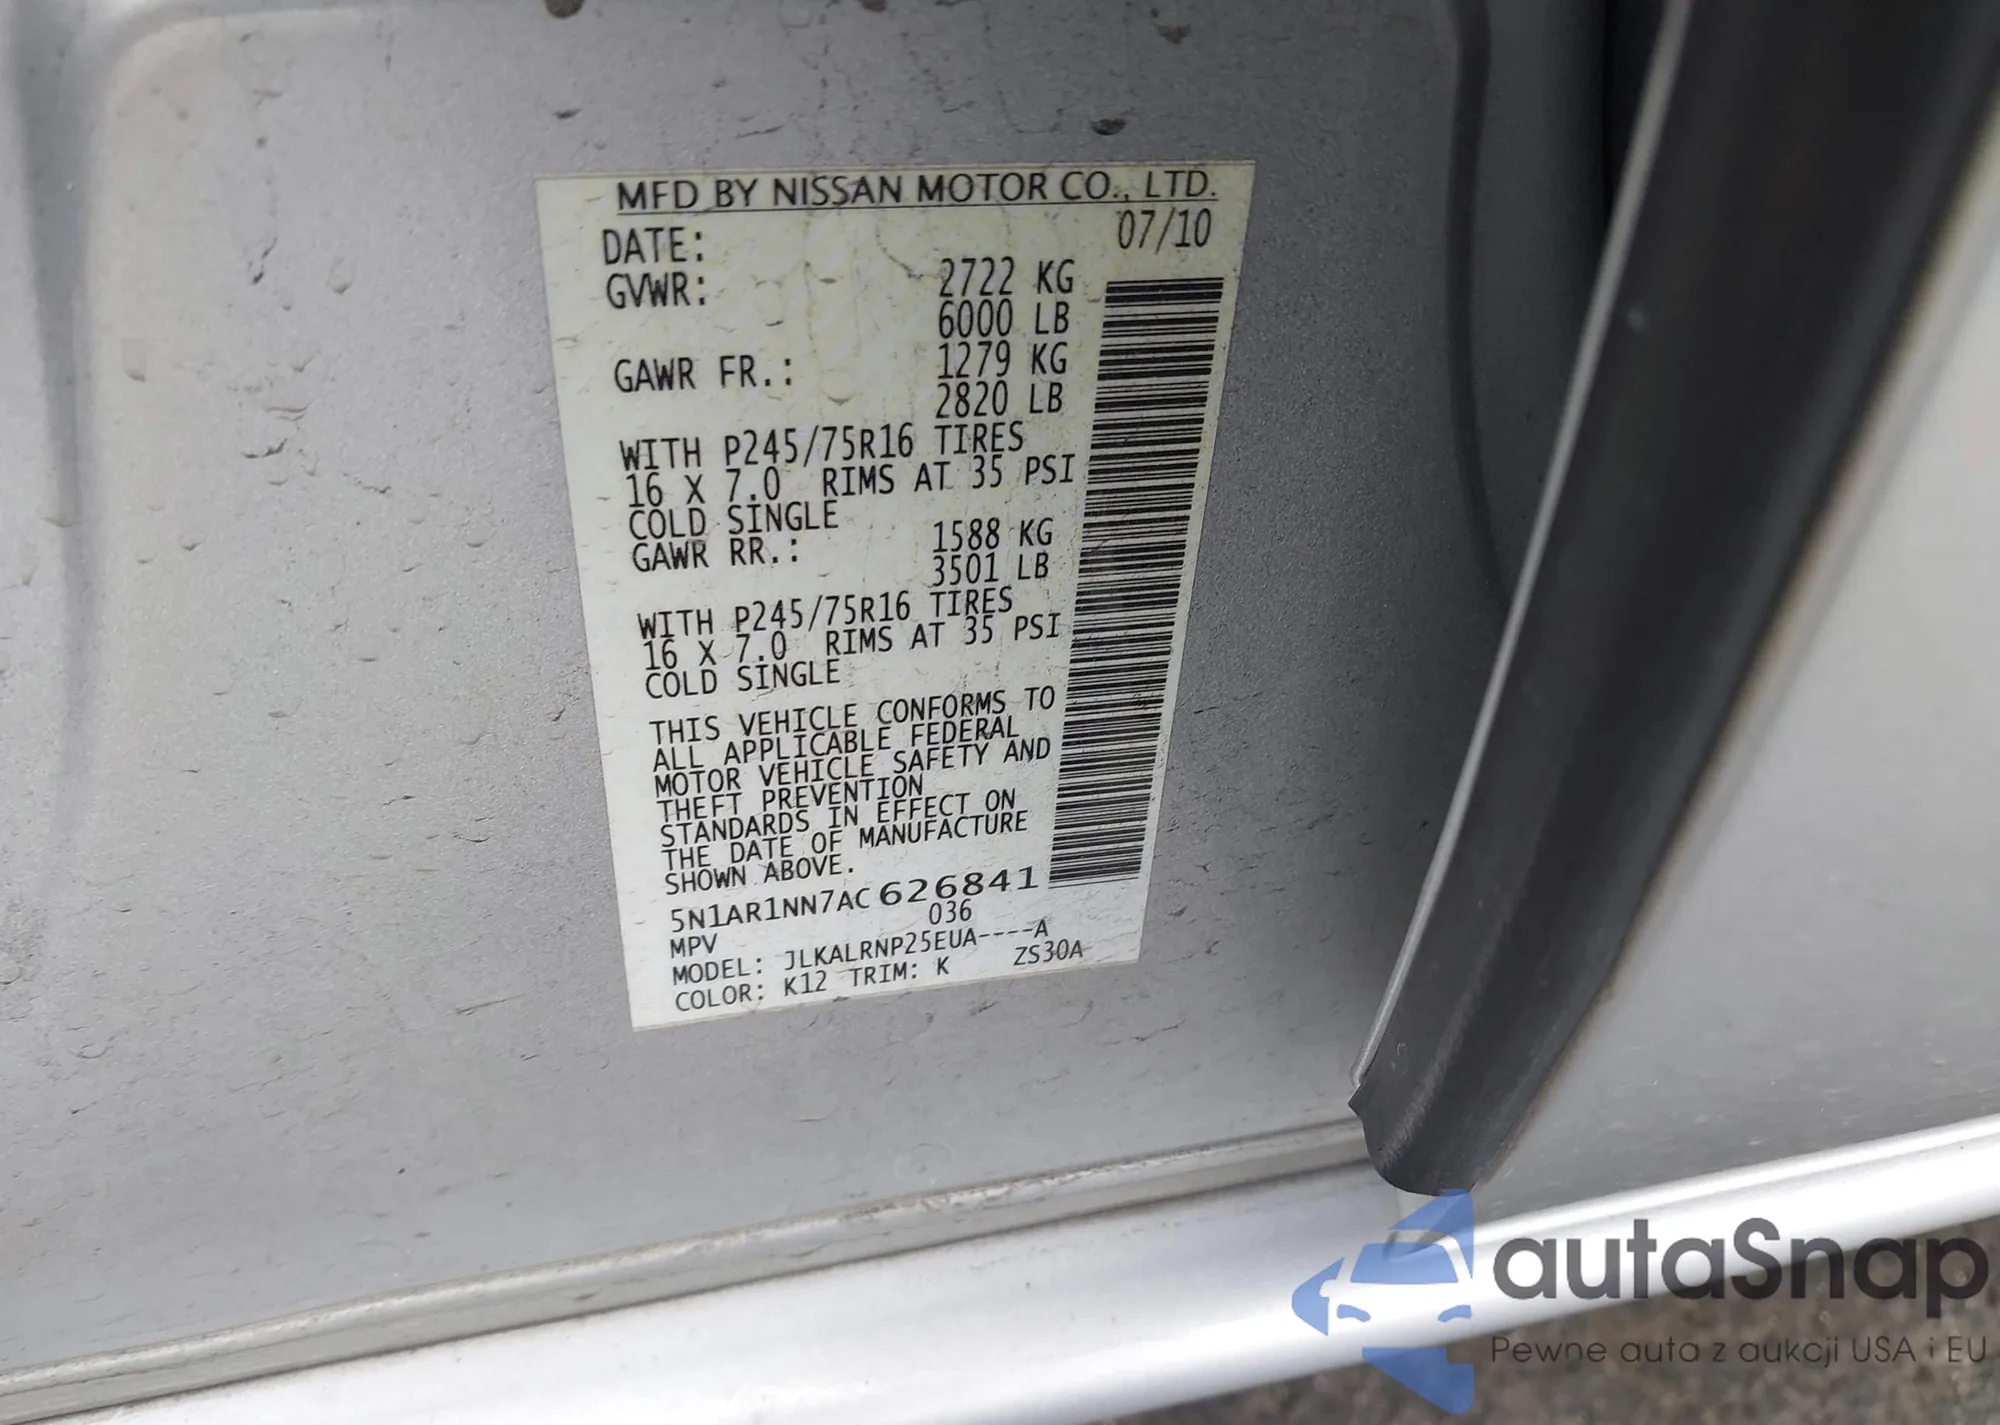 MFD BY NISSAN MOTOR CO., LTD.
DATE: 07/10
GVWR: 2722 KG
6000 LB
GAWR FR.: 1279 KG
2820 LB
WITH P245/75R16 TIRES
16 X 7.0 RIMS AT 35 PSI
COLD SINGLE
GAWR RR.: 1588 KG
3501 LB
WITH P245/75R16 TIRES
16 X 7.0 RIMS AT 35 PSI
COLD SINGLE
THIS VEHICLE CONFORMS TO
ALL APPLICABLE FEDERAL
MOTOR VEHICLE SAFETY AND
THEFT PREVENTION
STANDARDS IN EFFECT ON
THE DATE OF MANUFACTURE
SHOWN ABOVE.
5N1AR1NN7AC626841
MPV 036
MODEL: JLKALRNP25EUA----A
COLOR: K12 TRIM: K ZS30A
autaSnap
Pewne auta z aukcji USA i EU